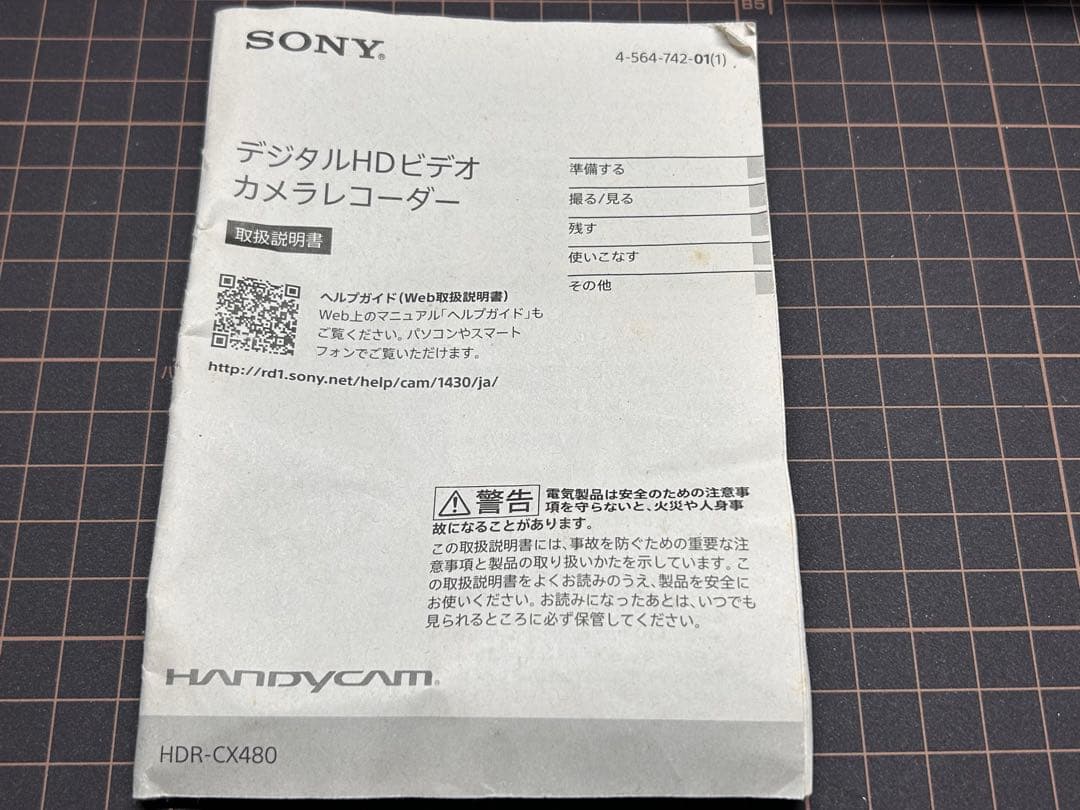 SONY®
4-564-742-01(1)
デジタルHDビデオ
カメラレコーダー
取扱説明書
準備する
撮る/見る
残す
使いこなす
その他
ヘルプガイド(Web取扱説明書)
Web上のマニュアル「ヘルプガイド」も
ご覧ください。パソコンやスマート
フォンでご覧いただけます。
http://rd1.sony.net/help/cam/1430/ja/
警告 電気製品は安全のための注意事
項を守らないと、火災や人身事
故になることがあります。
この取扱説明書には、事故を防ぐための重要な注
意事項と製品の取り扱いかたを示しています。こ
の取扱説明書をよくお読みのうえ、製品を安全に
お使いください。お読みになったあとは、いつでも
見られるところに必ず保管してください。
HANDYCAM®
HDR-CX480
B5